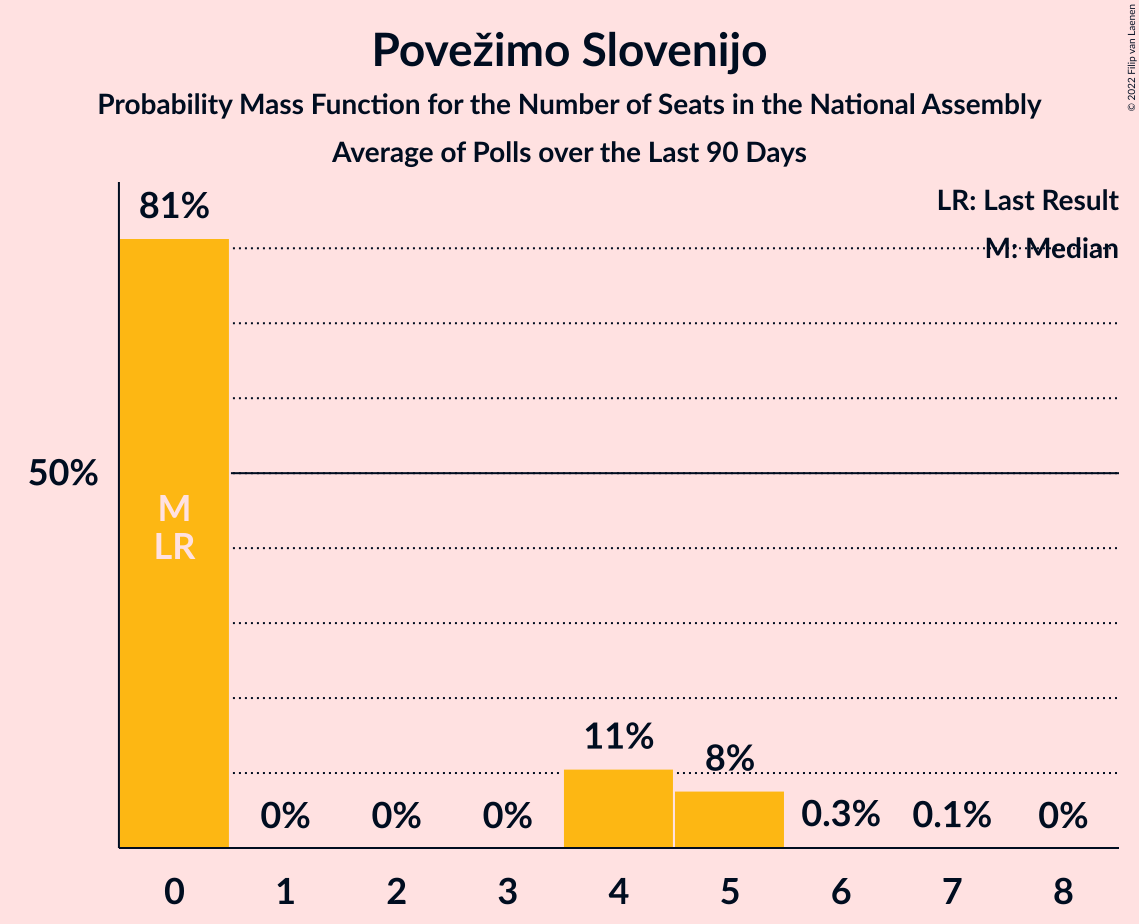 Povežimo Slovenijo
Probability Mass Function for the Number of Seats in the National Assembly
Average of Polls over the Last 90 Days
© 2022 Filip van Laenen
LR: Last Result
M: Median
81%
50%
M
LR
11%
8%
0%
0%
0%
0.3%
0.1%
0%
0 1 2 3 4 5 6 7 8